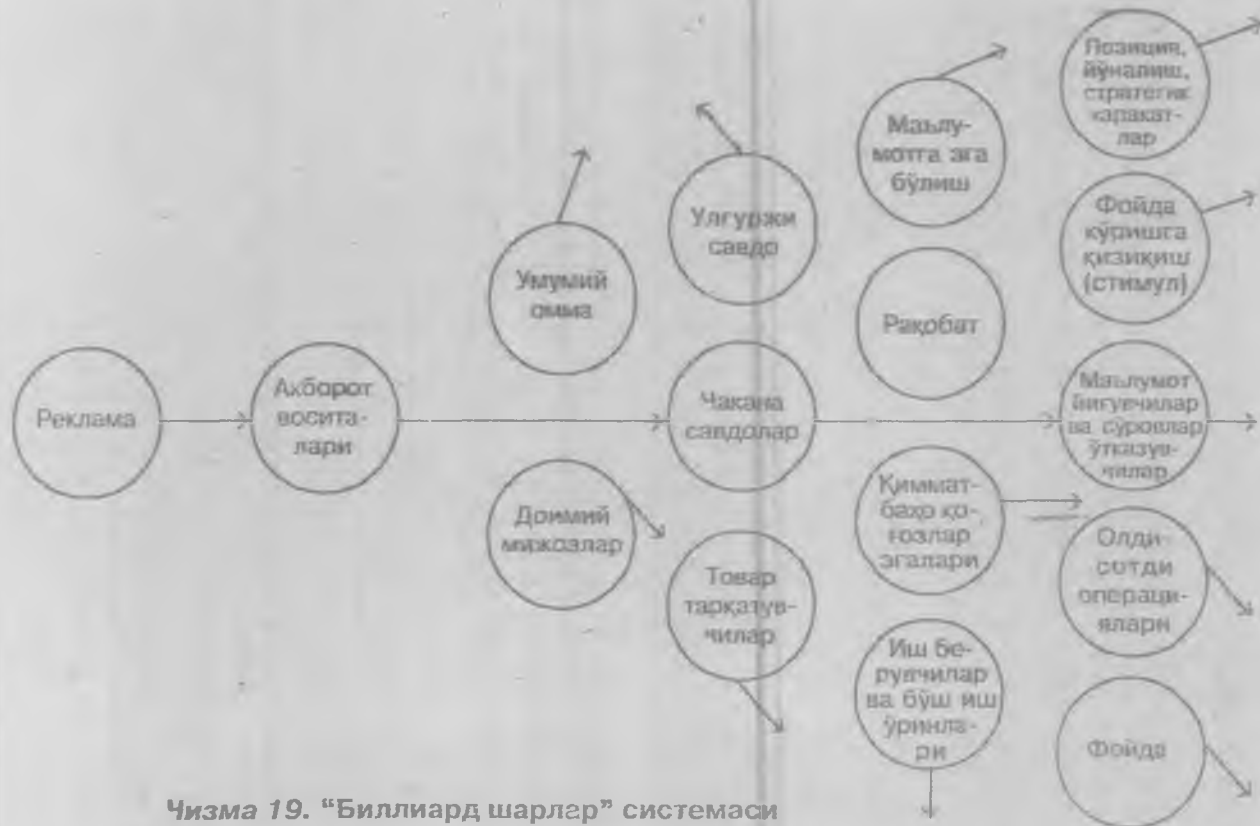 Реклама
Ахборот
восита-
лари
Умумий
омма
Доимий
мижозлар
Улгуржи
савдо
Чакана
савдолар
Товар
тарқатув-
чилар
Маълу-
мотга эга
бўлиш
Рақобат
Қиммат-
баҳо қо-
ғозлар
эгалари
Иш бе-
рувчилар
ва бўш иш
ўринла-
ри
Позиция,
йўналиш,
стратегик
ҳаракат-
лар
Фойда
кўришга
қизиқиш
(стимул)
Маълумот
йиғувчилар
ва сўровлар
ўтказув-
чилар
Олди-
сотди
операци-
ялари
Фойда
Чизма 19. “Биллиард шарлар” системаси